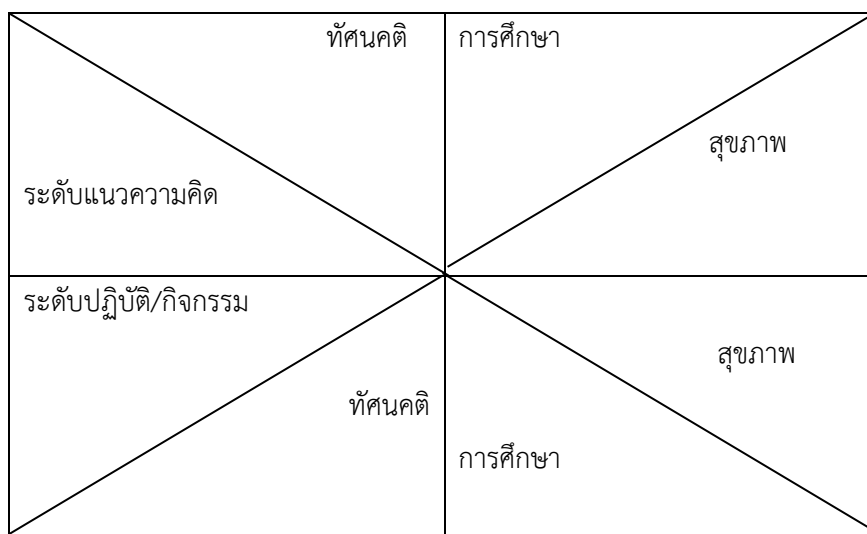 ทัศนคติ
การศึกษา
สุขภาพ
ระดับแนวความคิด
ระดับปฏิบัติ/กิจกรรม
สุขภาพ
ทัศนคติ
การศึกษา